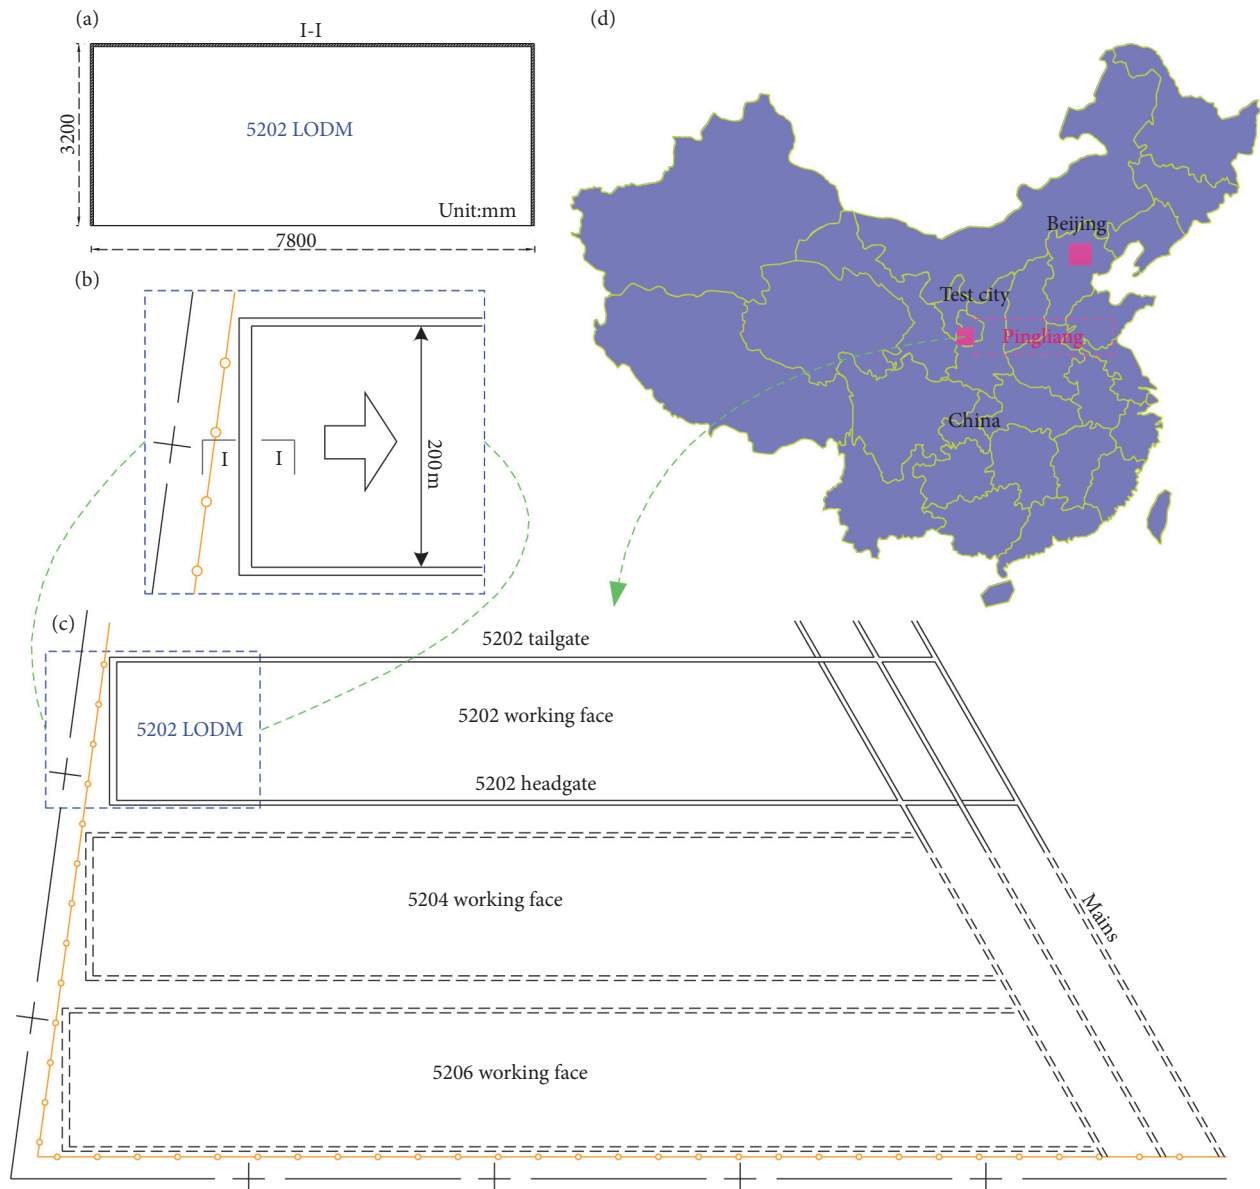 (a)
I-I
3200
5202 LODM
Unit:mm
7800
(b)
I
I
200 m
(d)
Beijing
Test city
Pingliang
China
(c)
5202 tailgate
5202 LODM
5202 working face
5202 headgate
5204 working face
Mains
5206 working face